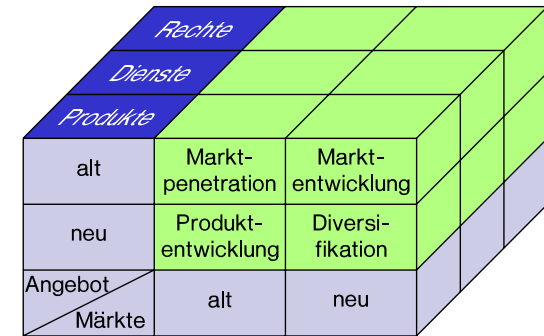 Rechte
Dienste
Produkte
alt
Markt-
penetration
Markt-
entwicklung
neu
Produkt-
entwicklung
Diversi-
fikation
Angebot
Märkte
alt
neu